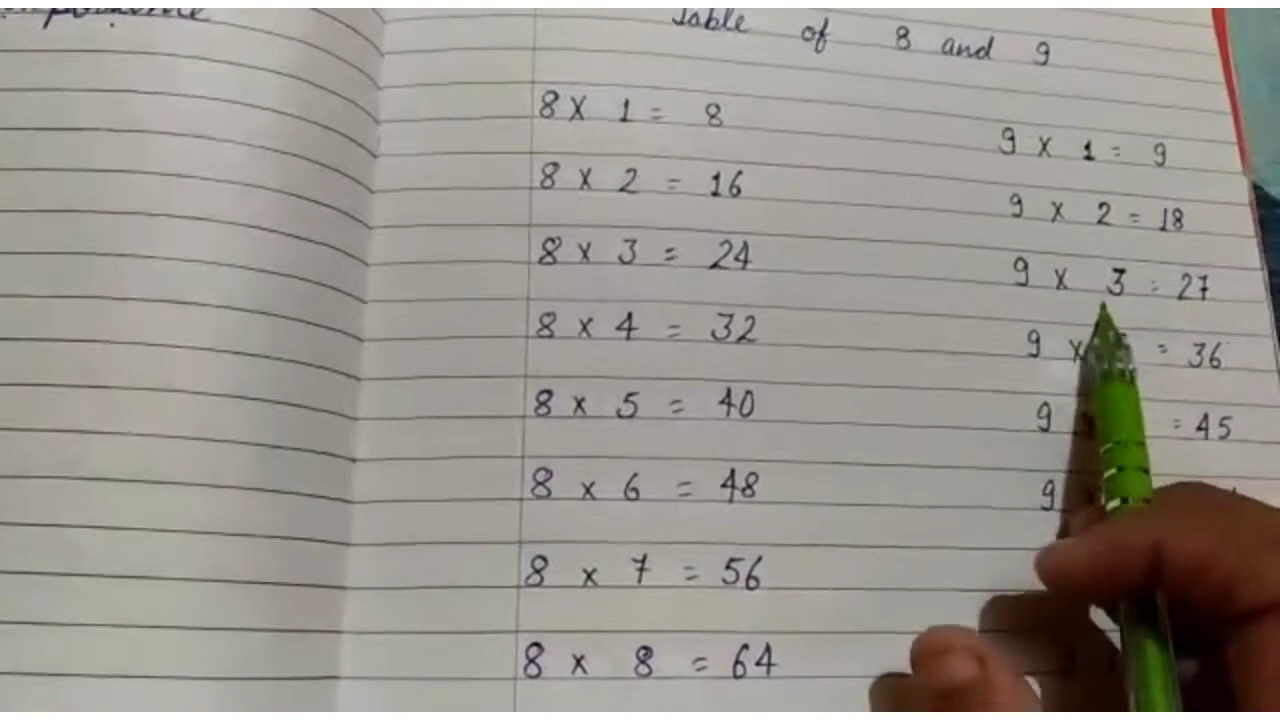 Table of 8 and 9
8 x 1 = 8
8 x 2 = 16
8 x 3 = 24
8 x 4 = 32
8 x 5 = 40
8 x 6 = 48
8 x 7 = 56
8 x 8 = 64
9 x 1 = 9
9 x 2 = 18
9 x 3 = 27
9 x = 36
9 = 45
9